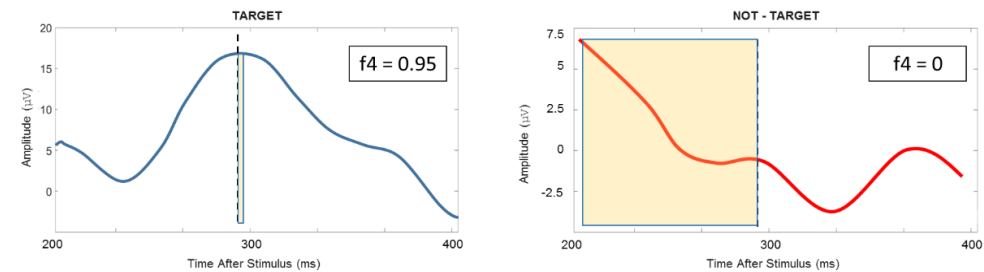 TARGET
20
15
10
5
0
200
300
400
Amplitude (μV)
Time After Stimulus (ms)
f4 = 0.95
NOT - TARGET
7.5
5
2.5
0
-2.5
200
300
400
Amplitude (μV)
Time After Stimulus (ms)
f4 = 0